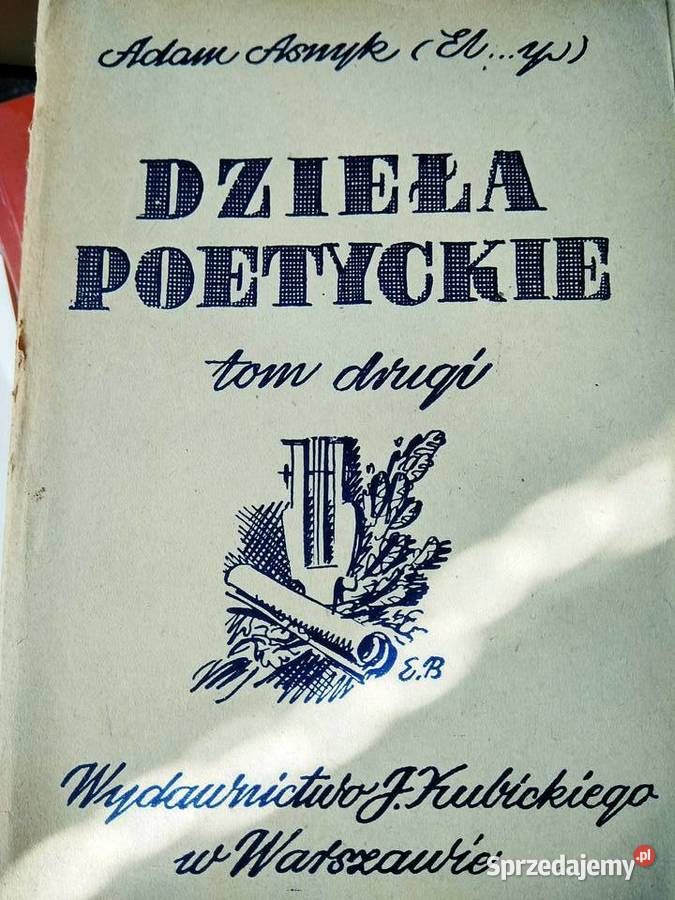 Adam Asnyk (El...y)
DZIEŁA
POETYCKIE
tom drugi
E.B
Wydawnictwo J. Kubickiego
w Warszawie
Sprzedajemy.pl